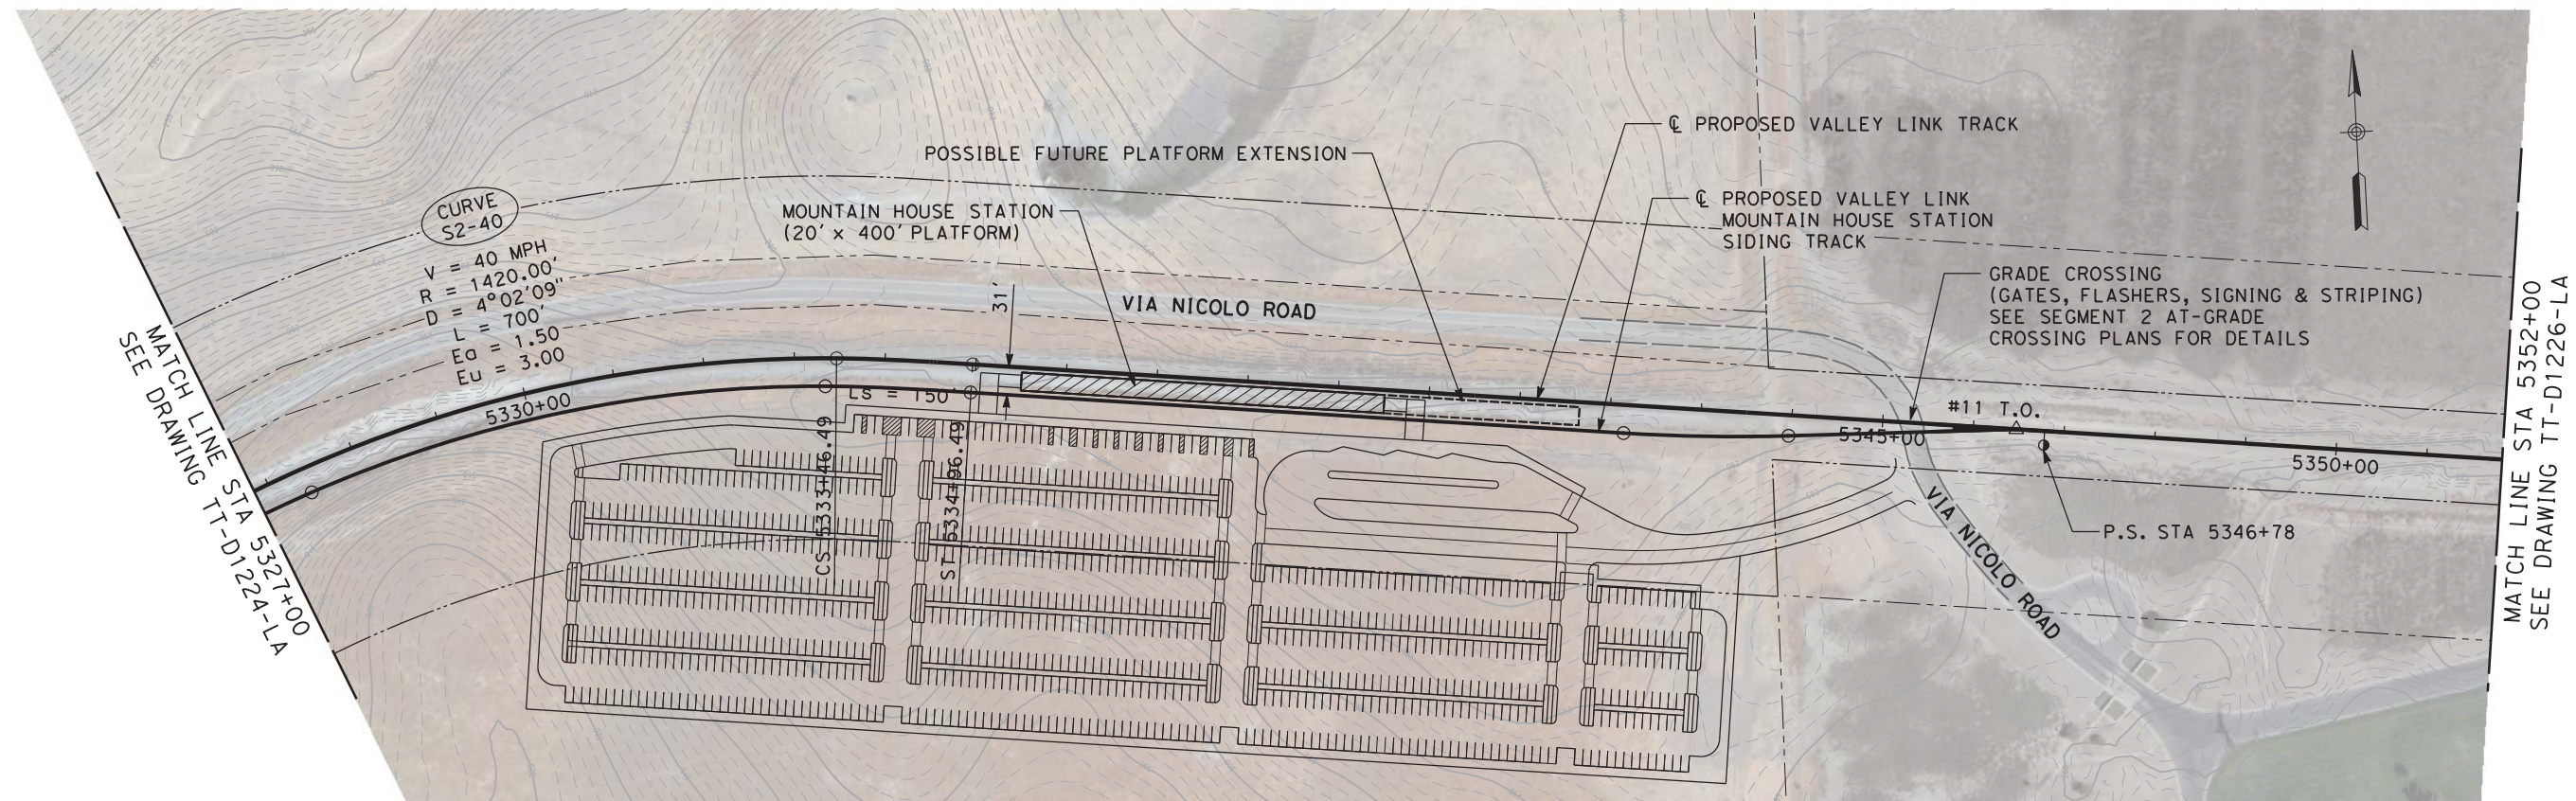 CURVE
S2-40
V = 40 MPH
R = 1420.00'
D = 4°02'09"
L = 700'
Ea = 1.50
Eu = 3.00
MATCH LINE STA 5327+00
SEE DRAWING TT-D1224-LA
5330+00
POSSIBLE FUTURE PLATFORM EXTENSION
MOUNTAIN HOUSE STATION
(20' x 400' PLATFORM)
31'
VIA NICOLO ROAD
Ls = 150'
CS 5333+46.49
ST 5334+96.49
℄ PROPOSED VALLEY LINK TRACK
℄ PROPOSED VALLEY LINK
MOUNTAIN HOUSE STATION
SIDING TRACK
GRADE CROSSING
(GATES, FLASHERS, SIGNING & STRIPING)
SEE SEGMENT 2 AT-GRADE
CROSSING PLANS FOR DETAILS
#11 T.O.
5345+00
5350+00
P.S. STA 5346+78
VIA NICOLO ROAD
MATCH LINE STA 5352+00
SEE DRAWING TT-D1226-LA